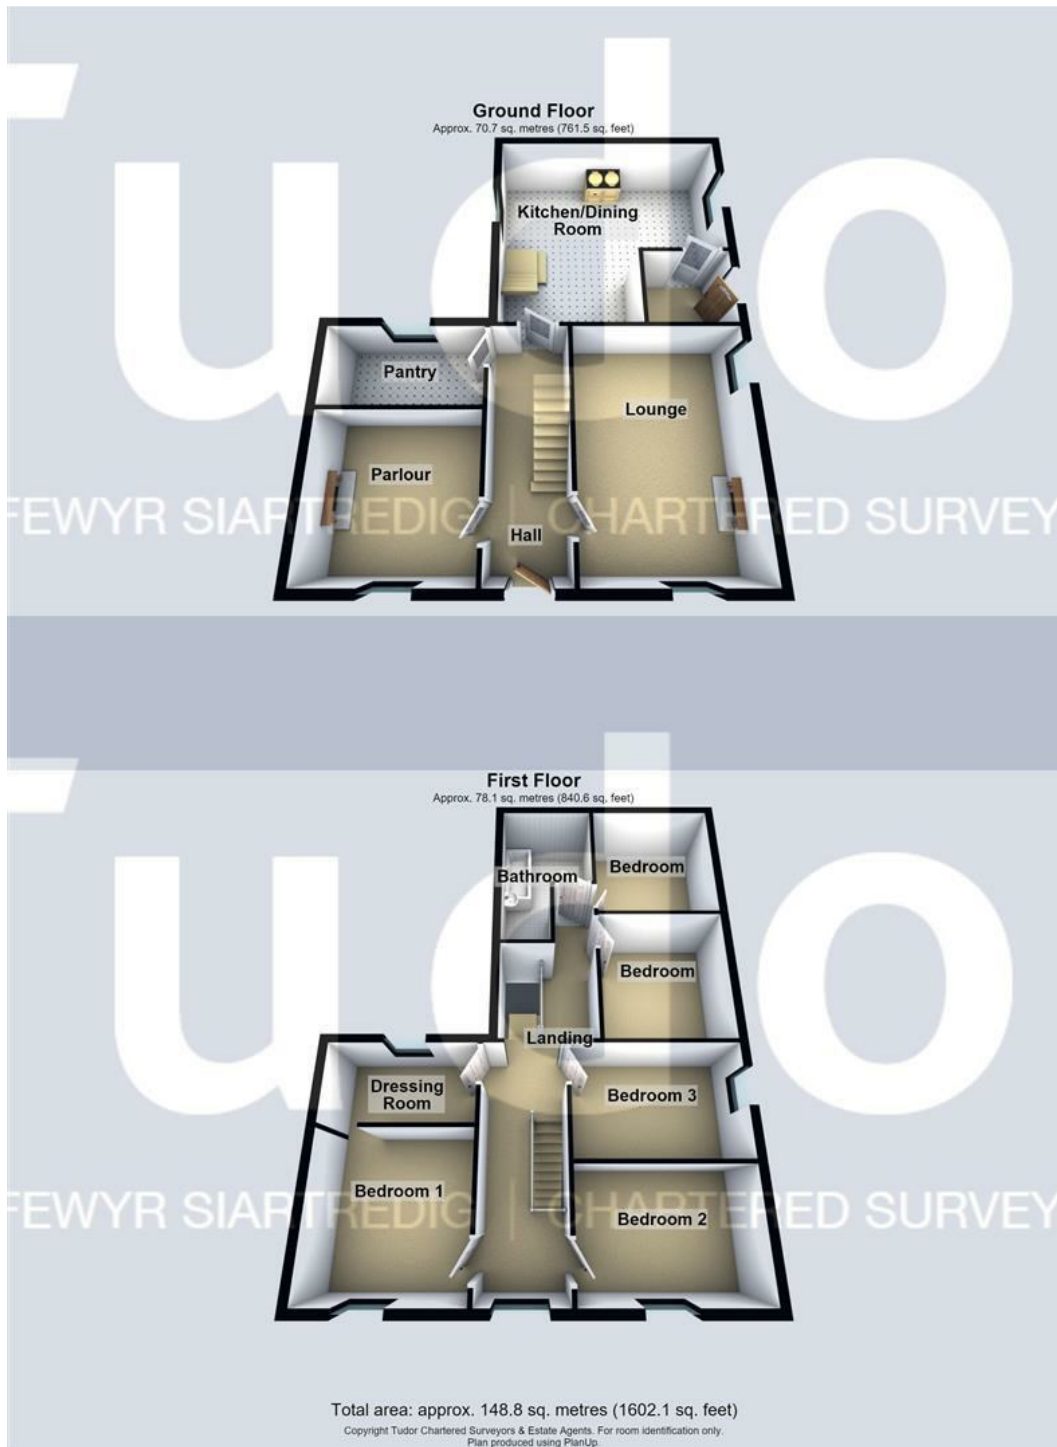 Tudo
Ground Floor
Approx. 70.7 sq. metres (761.5 sq. feet)
Kitchen/Dining
Room
Pantry
Lounge
Parlour
FEWYR SIARTREDIG | CHARTERED SURVEY
Hall
Tudo
First Floor
Approx. 78.1 sq. metres (840.6 sq. feet)
Bedroom
Bathroom
Bedroom
Landing
Dressing
Room
Bedroom 3
Bedroom 1
FEWYR SIARTREDIG | CHARTERED SURVEY
Bedroom 2
Total area: approx. 148.8 sq. metres (1602.1 sq. feet)
Copyright Tudor Chartered Surveyors & Estate Agents. For room identification only.
Plan produced using PlanUp.